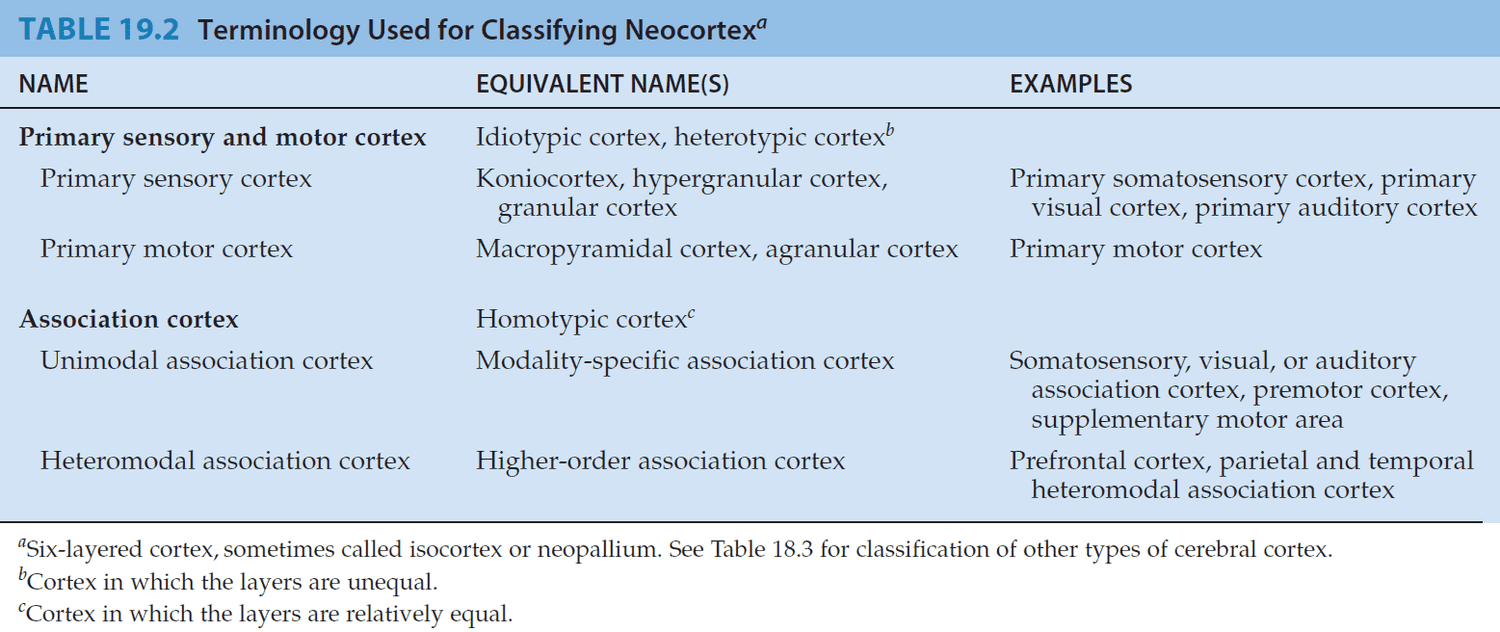 TABLE 19.2 Terminology Used for Classifying Neocortexᵃ
NAME EQUIVALENT NAME(S) EXAMPLES
Primary sensory and motor cortex Idiotypic cortex, heterotypic cortexᵇ
Primary sensory cortex Koniocortex, hypergranular cortex, Primary somatosensory cortex, primary
granular cortex visual cortex, primary auditory cortex
Primary motor cortex Macropyramidal cortex, agranular cortex Primary motor cortex
Association cortex Homotypic cortexᶜ
Unimodal association cortex Modality-specific association cortex Somatosensory, visual, or auditory
association cortex, premotor cortex,
supplementary motor area
Heteromodal association cortex Higher-order association cortex Prefrontal cortex, parietal and temporal
heteromodal association cortex
ᵃSix-layered cortex, sometimes called isocortex or neopallium. See Table 18.3 for classification of other types of cerebral cortex.
ᵇCortex in which the layers are unequal.
ᶜCortex in which the layers are relatively equal.